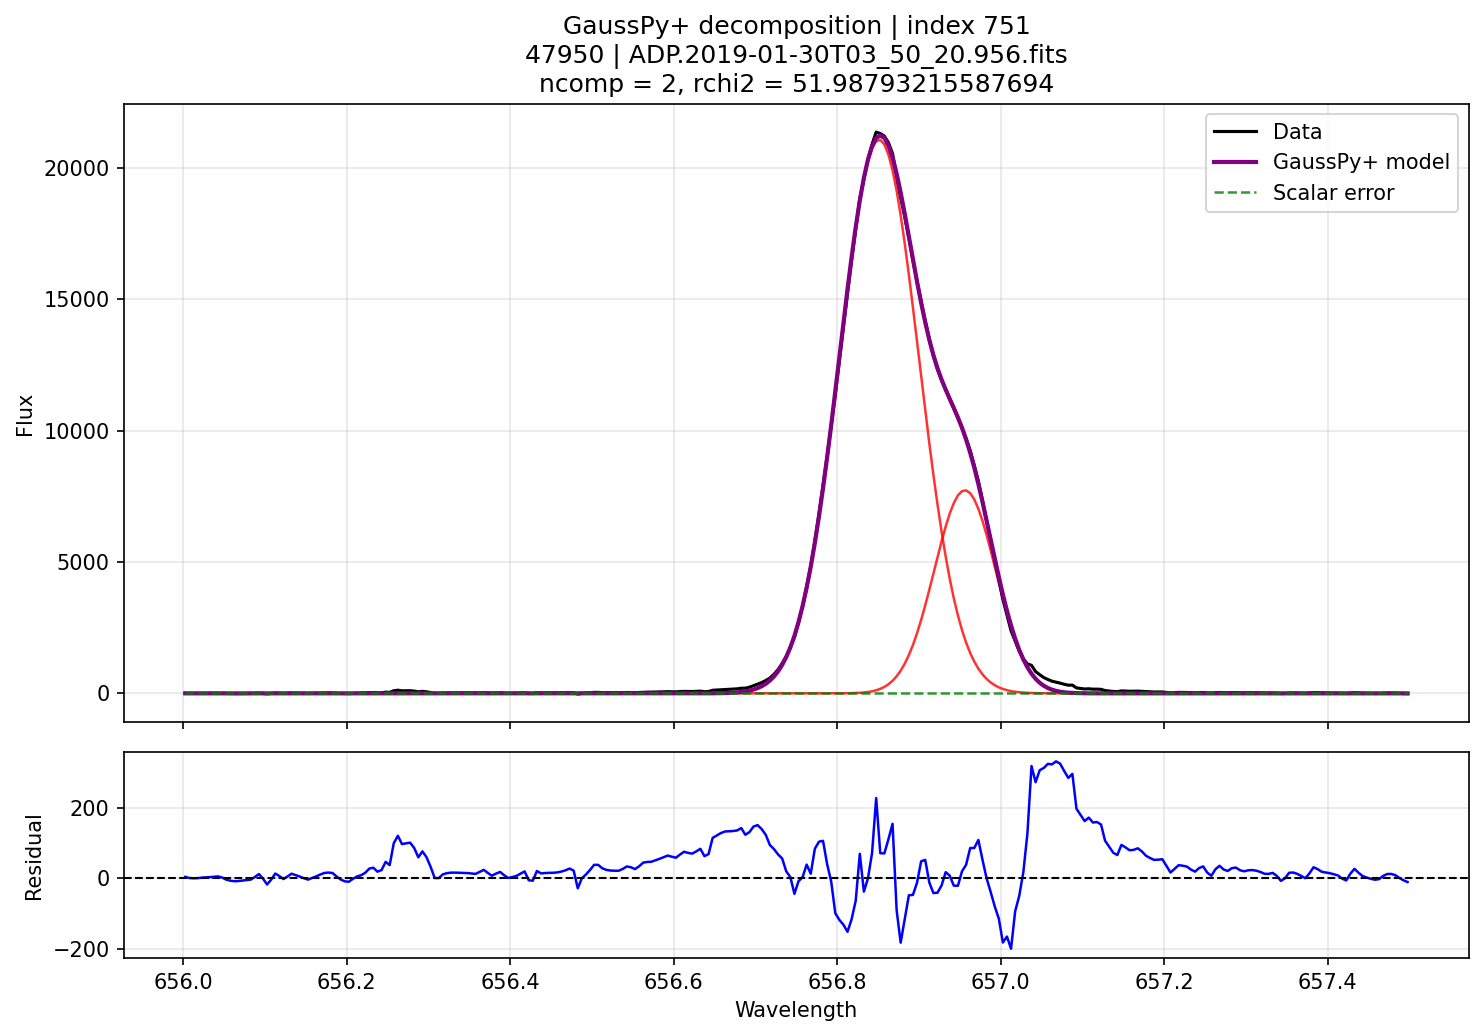 GaussPy+ decomposition | index 751
47950 | ADP.2019-01-30T03_50_20.956.fits
ncomp = 2, rchi2 = 51.98793215587694
Data
GaussPy+ model
Scalar error
Flux
20000
15000
10000
5000
0
Residual
200
0
−200
656.0 656.2 656.4 656.6 656.8 657.0 657.2 657.4
Wavelength